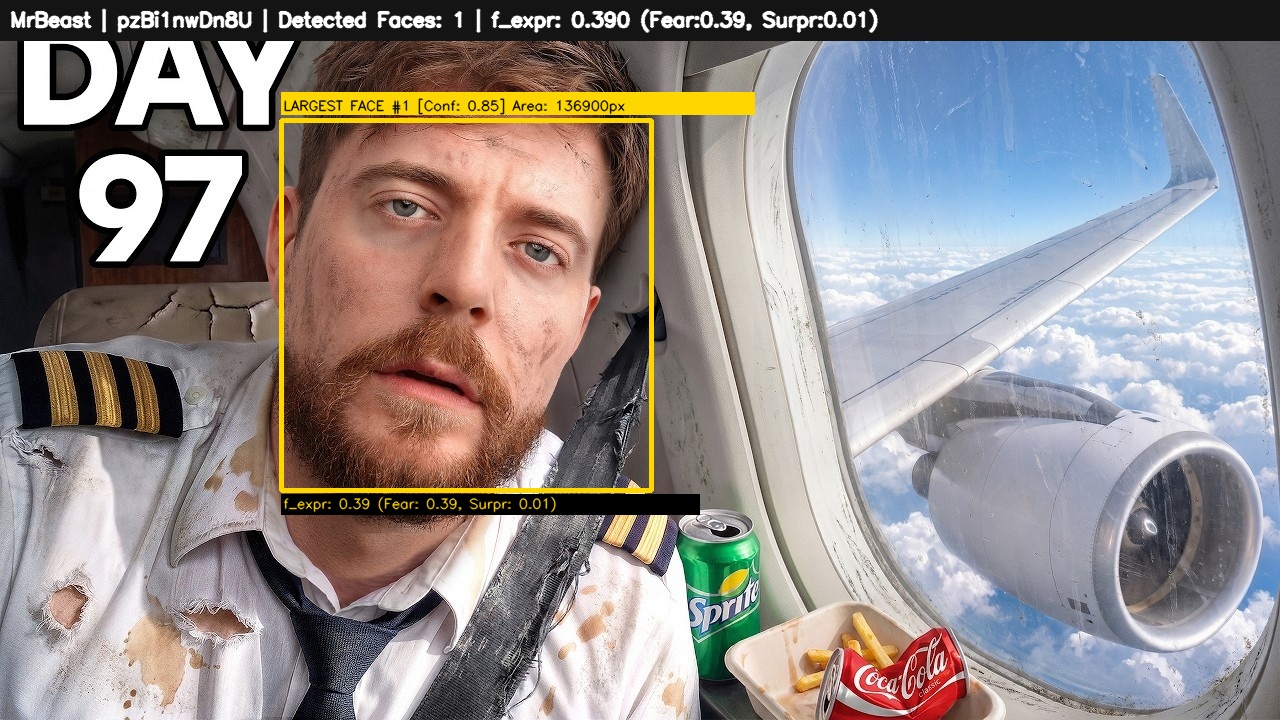 MrBeast | pzBi1nwDn8U | Detected Faces: 1 | f_expr: 0.390 (Fear:0.39, Surpr:0.01)
DAY
97
LARGEST FACE #1 [Conf: 0.85] Area: 136900px
f_expr: 0.39 (Fear: 0.39, Surpr: 0.01)
Sprite
Coca-Cola
classic